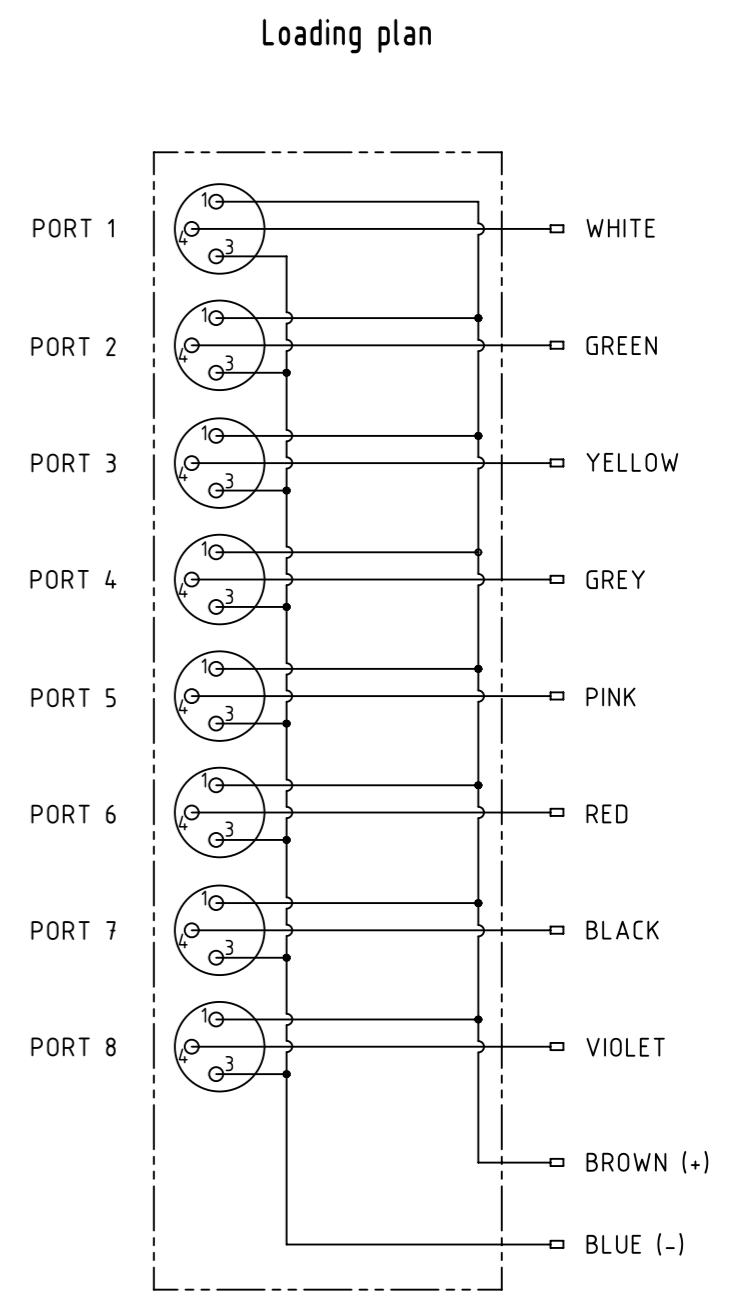 Loading plan
1
PORT 1 4 WHITE
3
1
PORT 2 4 GREEN
3
1
PORT 3 4 YELLOW
3
1
PORT 4 4 GREY
3
1
PORT 5 4 PINK
3
1
PORT 6 4 RED
3
1
PORT 7 4 BLACK
3
1
PORT 8 4 VIOLET
3
BROWN (+)
BLUE (-)